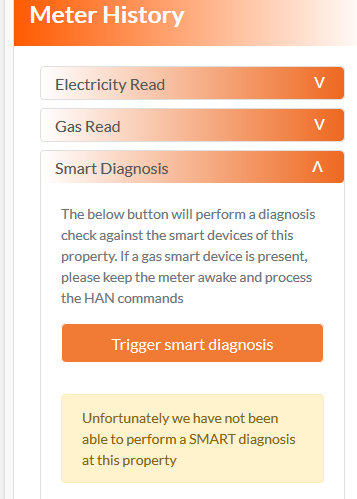 Meter History
Electricity Read
Gas Read
Smart Diagnosis
The below button will perform a diagnosis
check against the smart devices of this
property. If a gas smart device is present,
please keep the meter awake and process
the HAN commands
Trigger smart diagnosis
Unfortunately we have not been
able to perform a SMART diagnosis
at this property